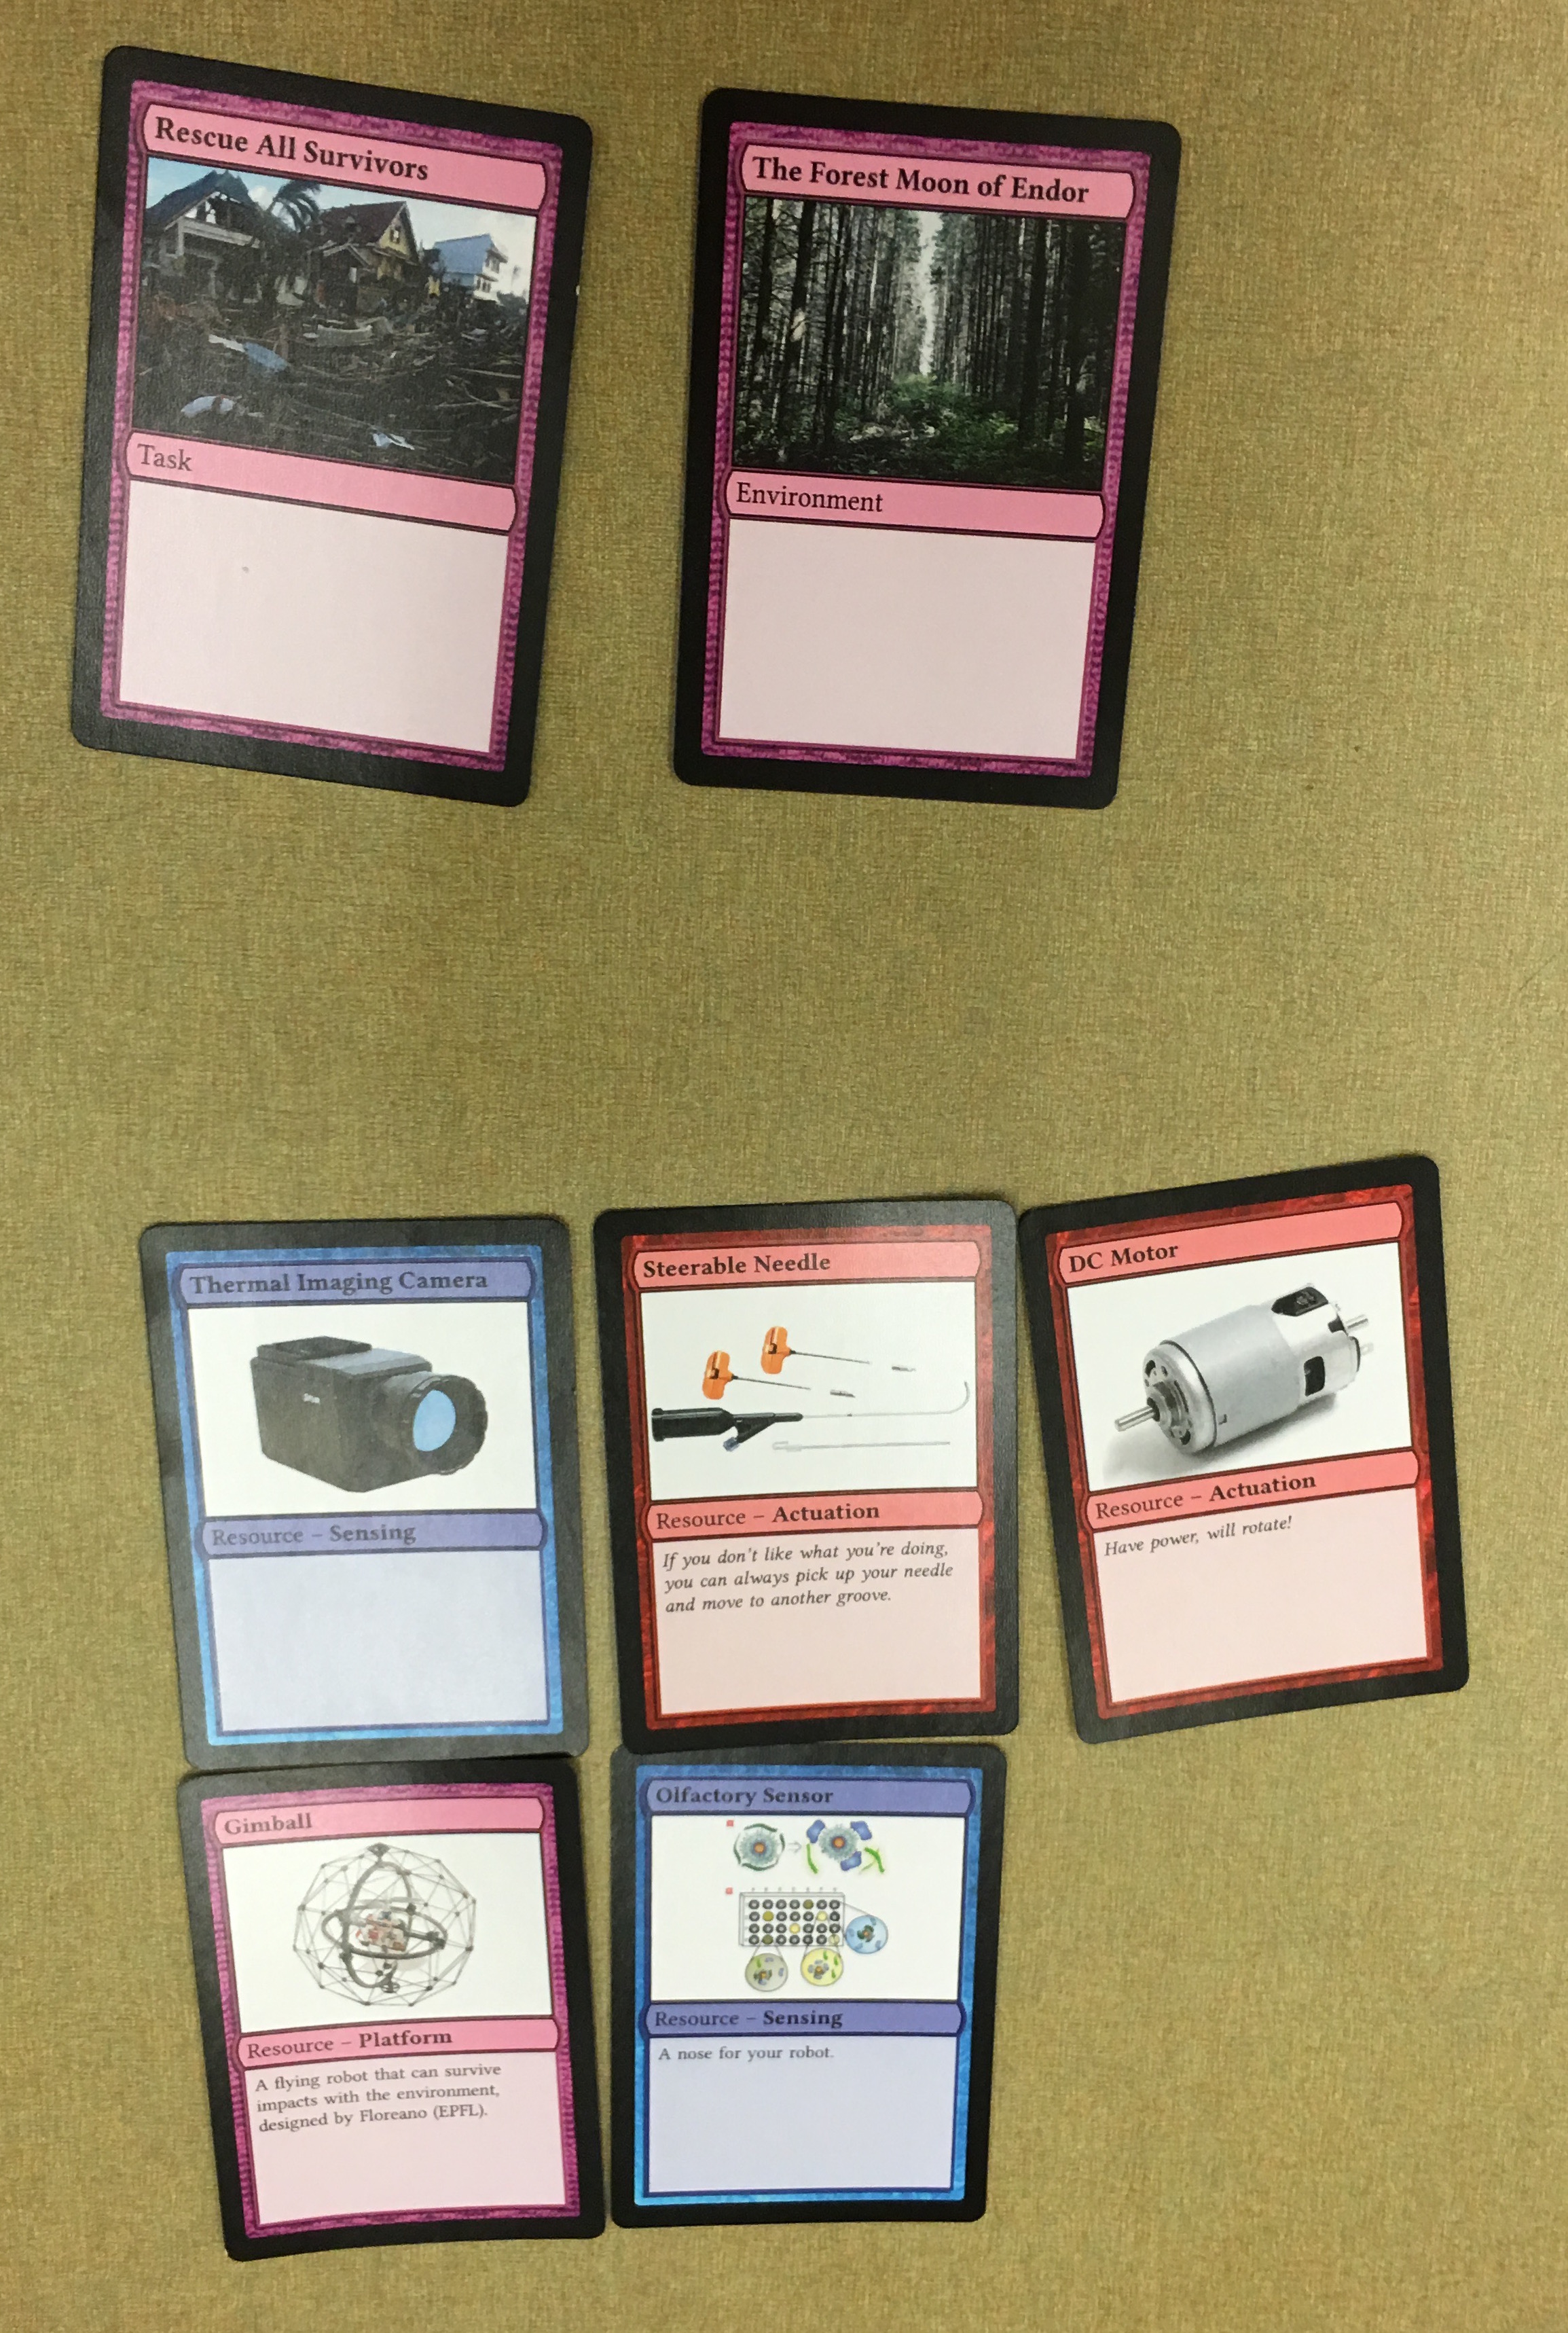 Rescue All Survivors
Task
The Forest Moon of Endor
Environment
Thermal Imaging Camera
Resource – Sensing
Steerable Needle
Resource – Actuation
If you don't like what you're doing,
you can always pick up your needle
and move to another groove.
DC Motor
Resource – Actuation
Have power, will rotate!
Gimball
Resource – Platform
A flying robot that can survive
impacts with the environment,
designed by Floreano (EPFL).
Olfactory Sensor
Resource – Sensing
A nose for your robot.